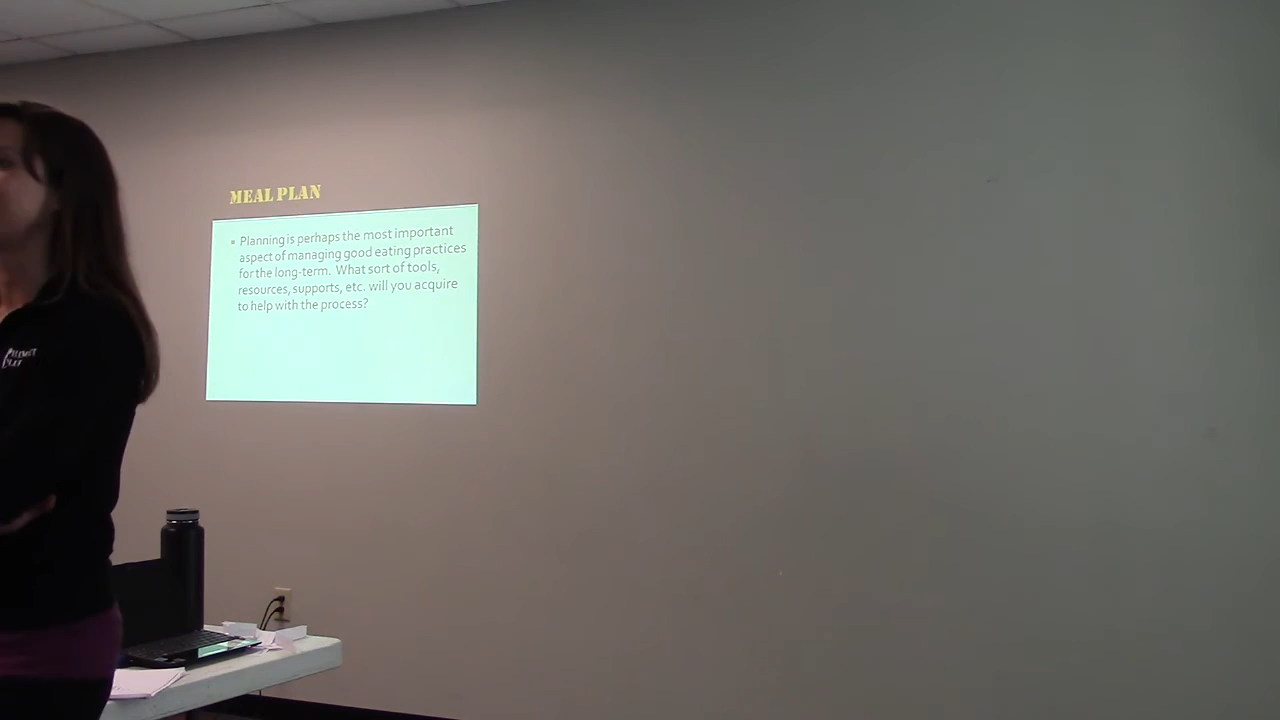 MEAL PLAN
▪ Planning is perhaps the most important
aspect of managing good eating practices
for the long-term. What sort of tools,
resources, supports, etc. will you acquire
to help with the process?